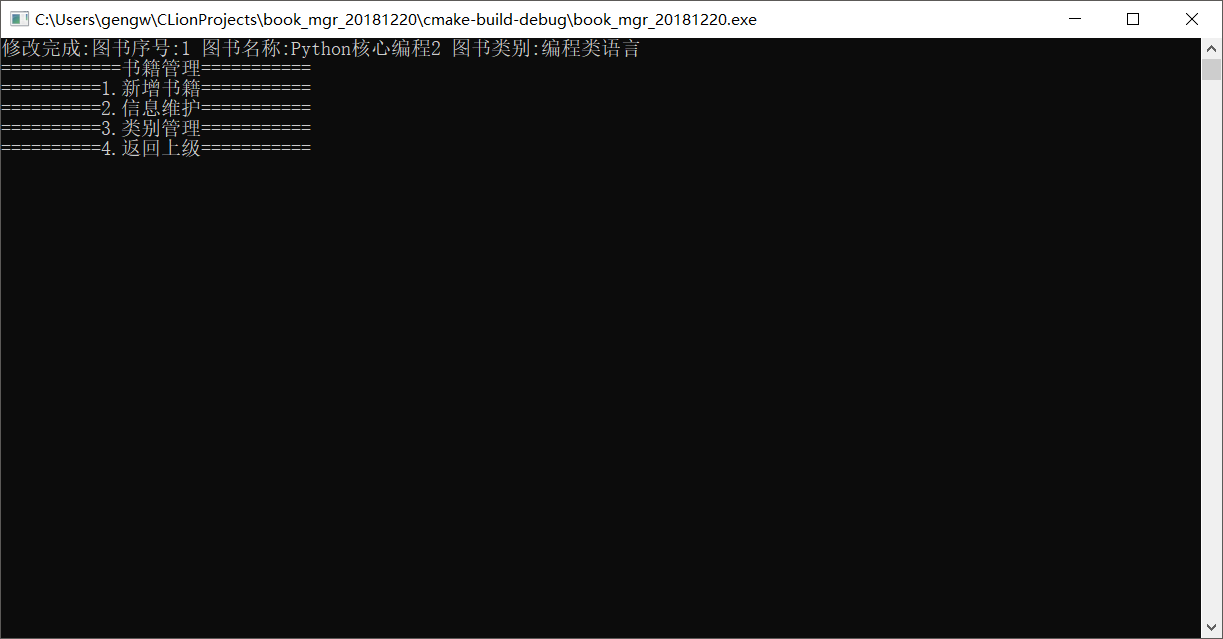 C:\Users\gengw\CLionProjects\book_mgr_20181220\cmake-build-debug\book_mgr_20181220.exe
修改完成:图书序号:1 图书名称:Python核心编程2 图书类别:编程类语言
============书籍管理===========
==========1.新增书籍===========
==========2.信息维护===========
==========3.类别管理===========
==========4.返回上级===========